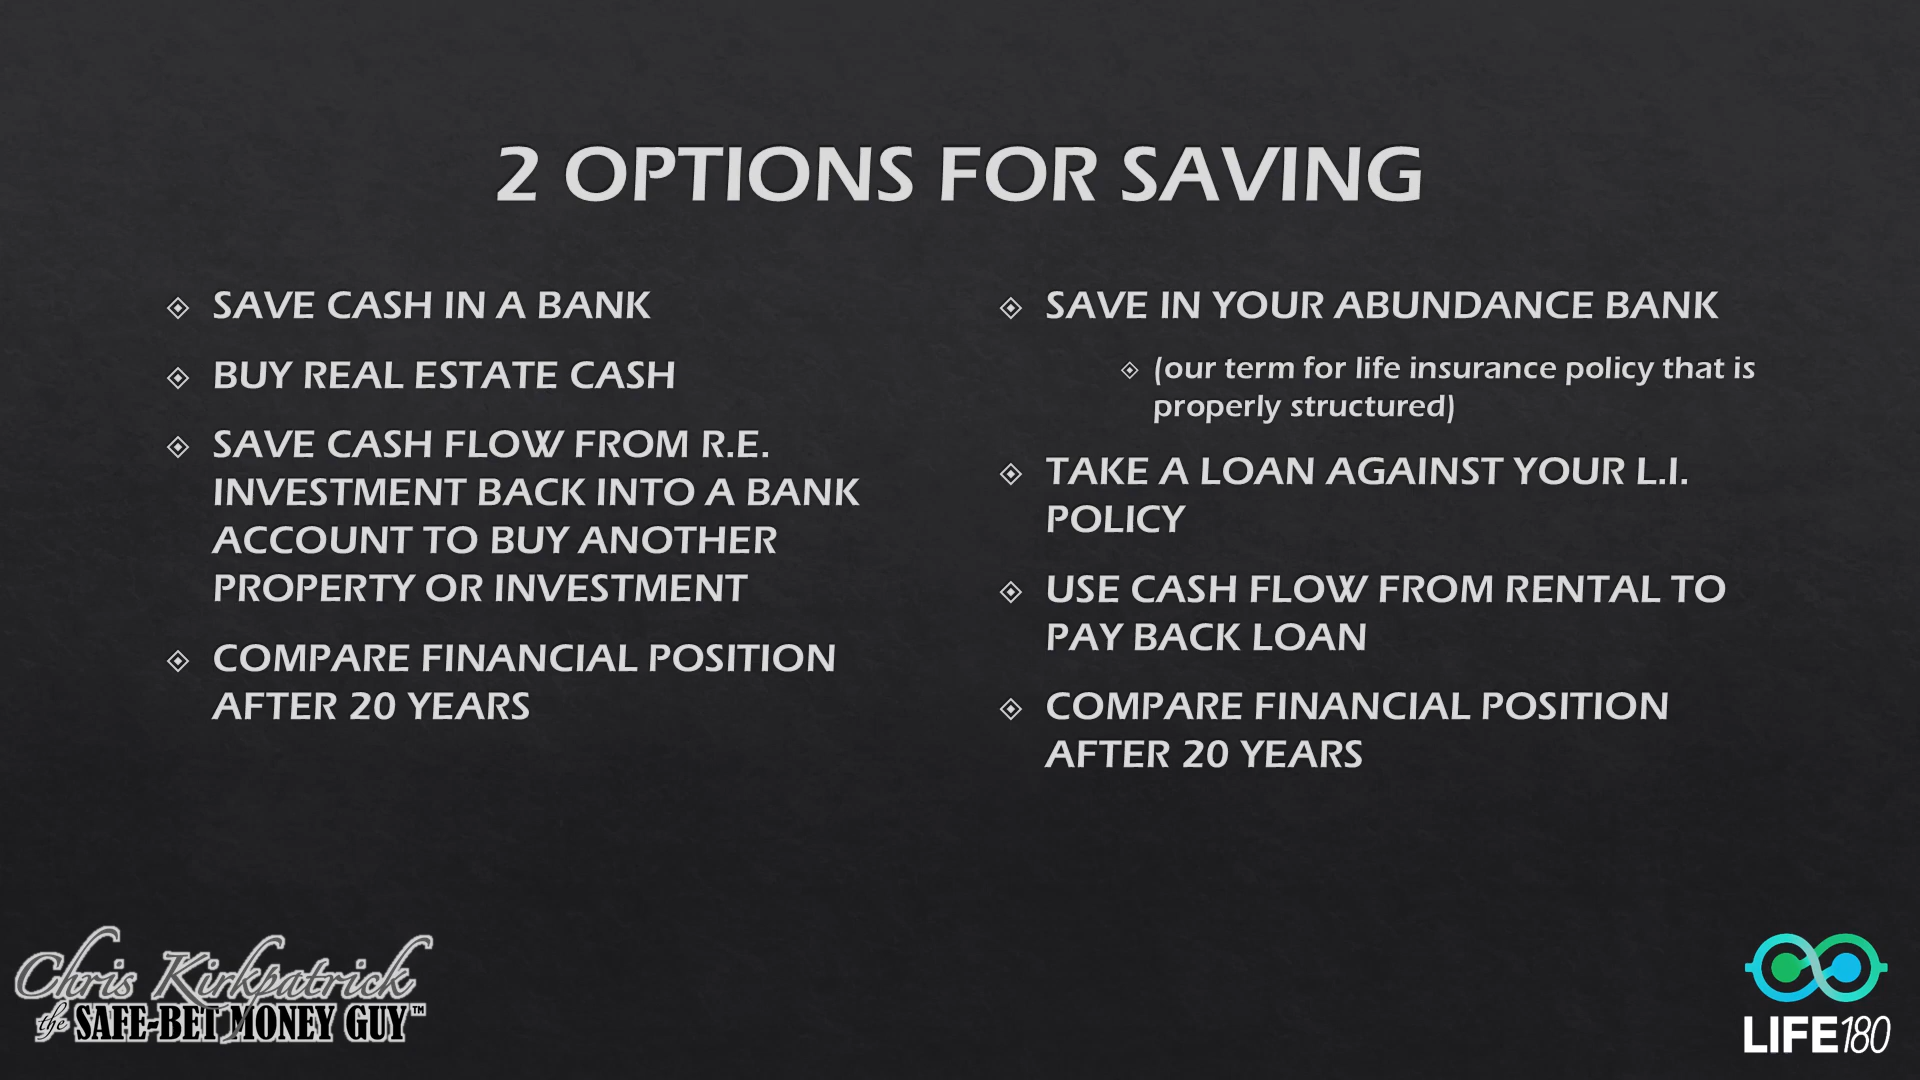 2 OPTIONS FOR SAVING
SAVE CASH IN A BANK
BUY REAL ESTATE CASH
SAVE CASH FLOW FROM R.E.
INVESTMENT BACK INTO A BANK
ACCOUNT TO BUY ANOTHER
PROPERTY OR INVESTMENT
COMPARE FINANCIAL POSITION
AFTER 20 YEARS
SAVE IN YOUR ABUNDANCE BANK
(our term for life insurance policy that is
properly structured)
TAKE A LOAN AGAINST YOUR L.I.
POLICY
USE CASH FLOW FROM RENTAL TO
PAY BACK LOAN
COMPARE FINANCIAL POSITION
AFTER 20 YEARS
Chris Kirkpatrick
the SAFE-BET MONEY GUY™
LIFE180